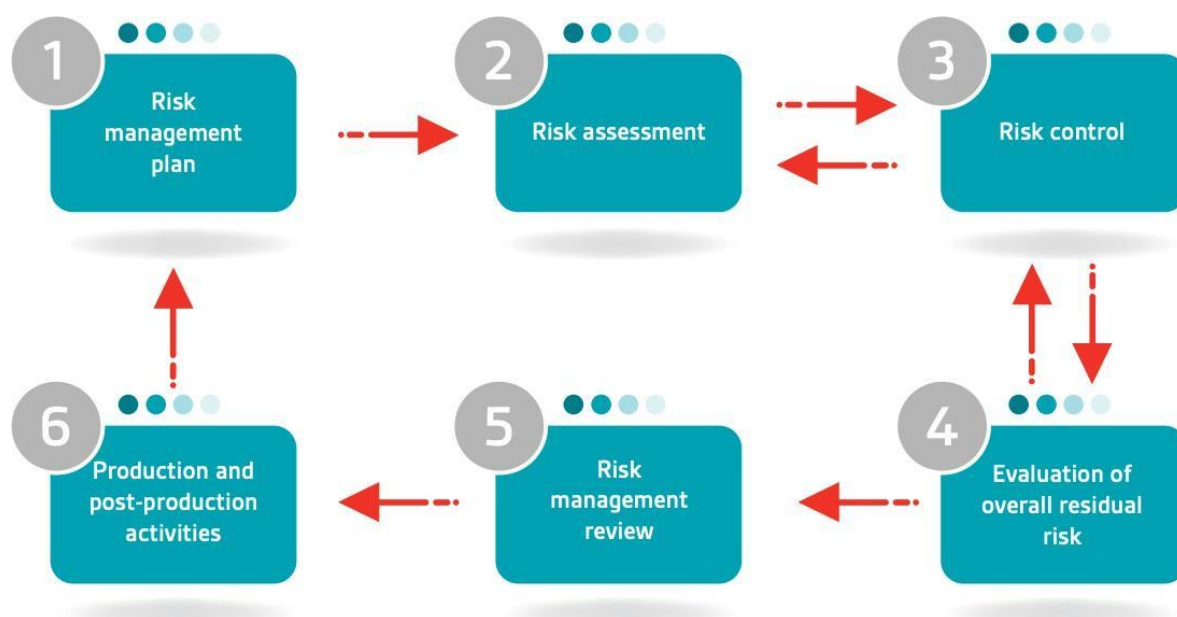 1
Risk
management
plan
2
Risk assessment
3
Risk control
6
Production and
post-production
activities
5
Risk
management
review
4
Evaluation of
overall residual
risk